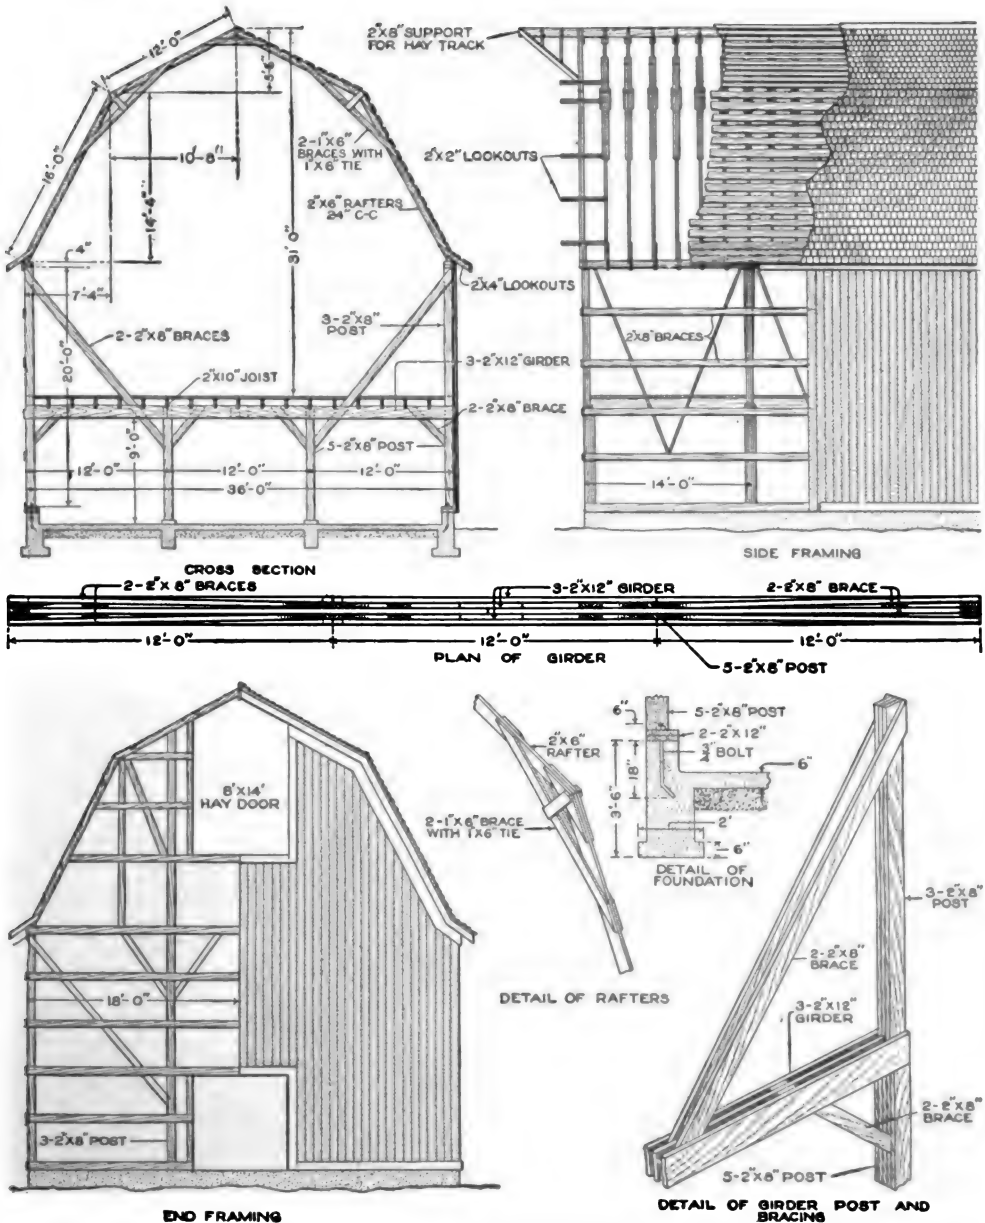 12'-0"
5'-8"
16'-0"
10'-8"
14'-4"
2-1"X6"
BRACES WITH
1"X6" TIE
2"X6" RAFTERS
24" C-C
31'-0"
4"
7'-4"
2"X4" LOOKOUTS
3-2"X8"
POST
2-2"X8" BRACES
20'-0"
3-2"X12" GIRDER
2"X10" JOIST
2-2"X8" BRACE
9'-0"
5-2"X8" POST
12'-0" 12'-0" 12'-0"
36'-0"
CROSS SECTION
2"X8" SUPPORT
FOR HAY TRACK
2"X2" LOOKOUTS
2"X8" BRACES
14'-0"
SIDE FRAMING
2-2"X8" BRACES 3-2"X12" GIRDER 2-2"X8" BRACE
12'-0" 12'-0" 12'-0"
PLAN OF GIRDER
5-2"X8" POST
8'X14'
HAY DOOR
18'-0"
3-2"X8" POST
END FRAMING
2"X6"
RAFTER
2-1"X6" BRACE
WITH 1"X6" TIE
DETAIL OF RAFTERS
6"
5-2"X8" POST
2-2"X12"
3/4" BOLT
6"
18"
3'-6"
2'
6"
DETAIL OF
FOUNDATION
3-2"X8"
POST
2-2"X8"
BRACE
3-2"X12"
GIRDER
2-2"X8"
BRACE
5-2"X8" POST
DETAIL OF GIRDER POST AND
BRACING